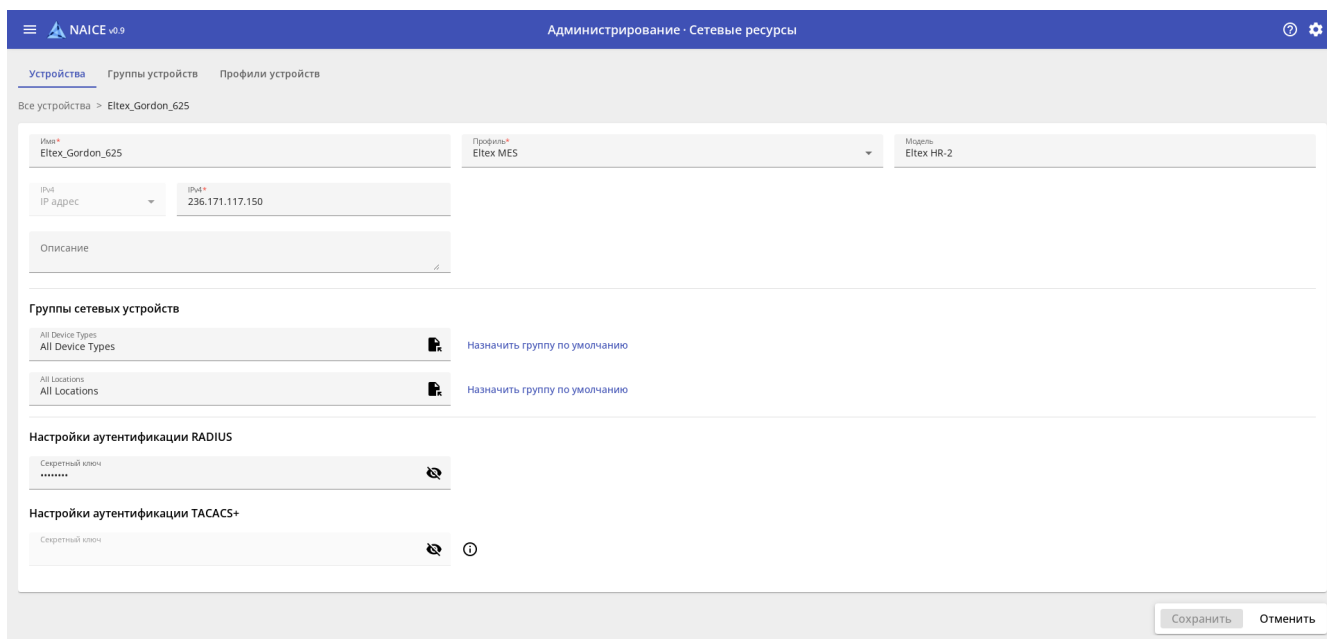 NAICE v0.9
Администрирование · Сетевые ресурсы
Устройства Группы устройств Профили устройств
Все устройства > Eltex_Gordon_625
Имя* Профиль* Модель
Eltex_Gordon_625 Eltex MES Eltex HR-2
IPv4 IPv4*
IP адрес 236.171.117.150
Описание
Группы сетевых устройств
All Device Types
All Device Types Назначить группу по умолчанию
All Locations
All Locations Назначить группу по умолчанию
Настройки аутентификации RADIUS
Секретный ключ
••••••••
Настройки аутентификации TACACS+
Секретный ключ
Сохранить Отменить